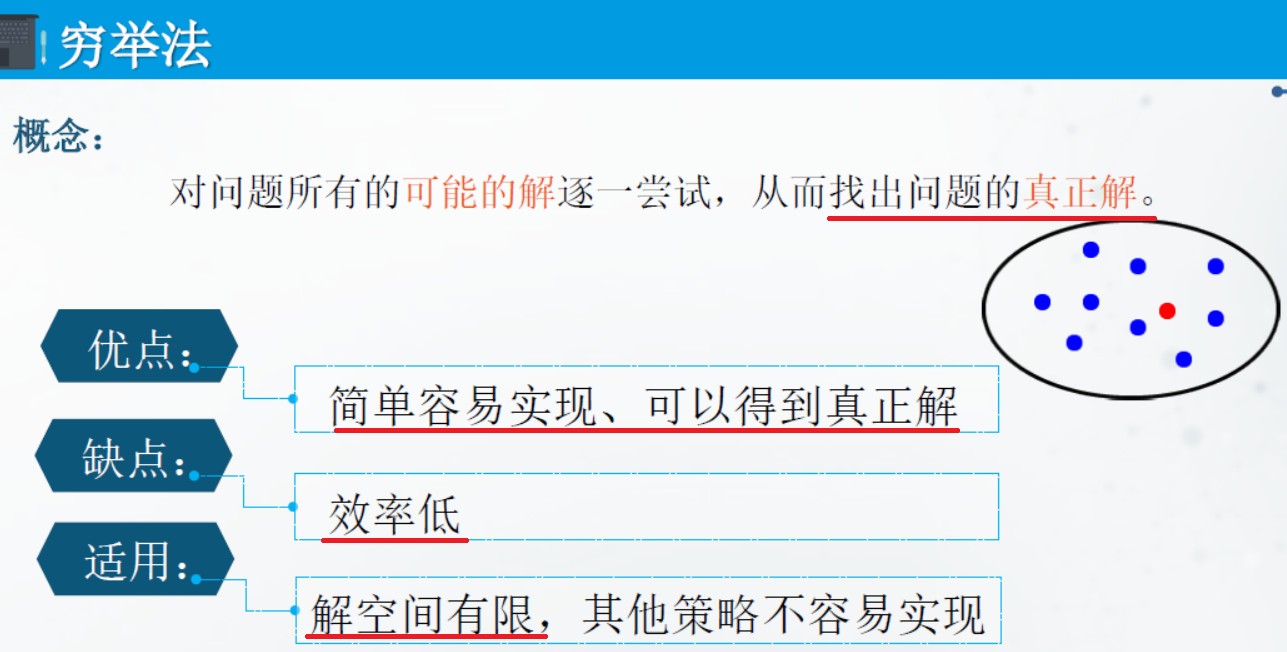 穷举法
概念：
对问题所有的可能的解逐一尝试，从而找出问题的真正解。
优点：
简单容易实现、可以得到真正解
缺点：
效率低
适用：
解空间有限，其他策略不容易实现